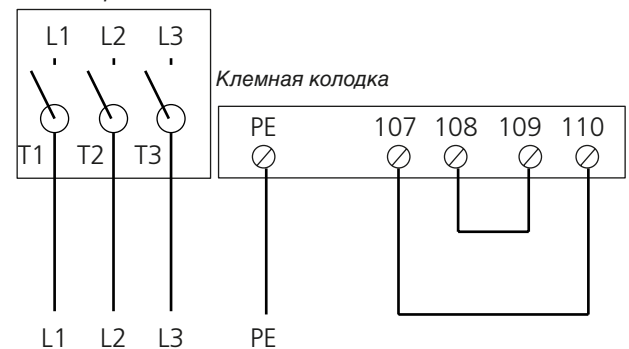 L1 L2 L3
Клемная колодка
PE 107 108 109 110
T1 T2 T3
L1 L2 L3 PE